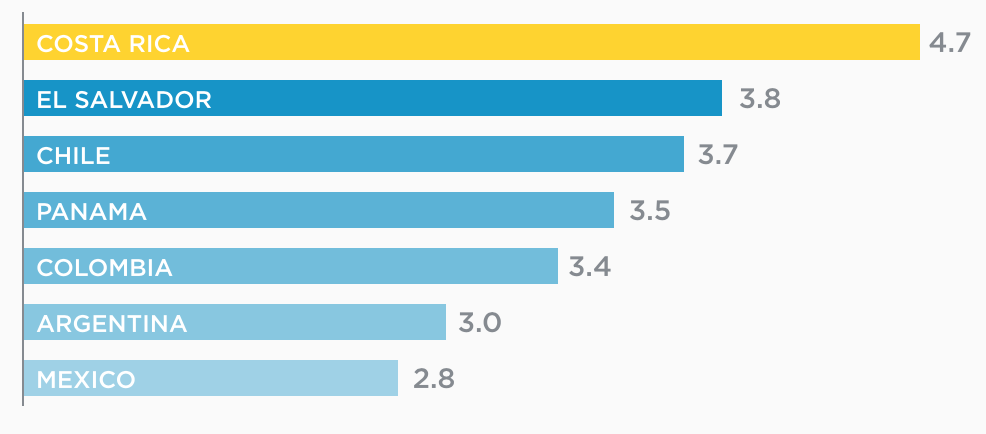 COSTA RICA 4.7
EL SALVADOR 3.8
CHILE 3.7
PANAMA 3.5
COLOMBIA 3.4
ARGENTINA 3.0
MEXICO 2.8